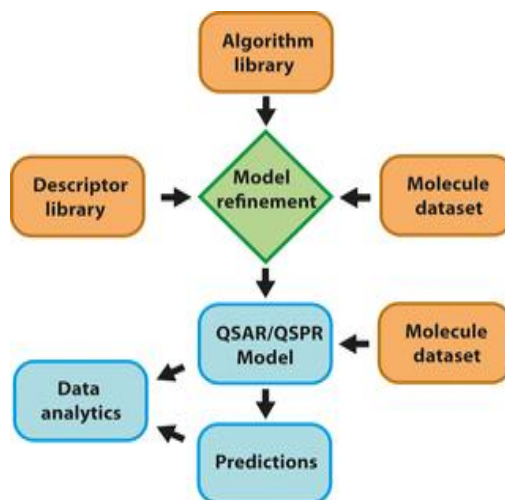 Algorithm
library
Descriptor
library
Model
refinement
Molecule
dataset
QSAR/QSPR
Model
Molecule
dataset
Data
analytics
Predictions